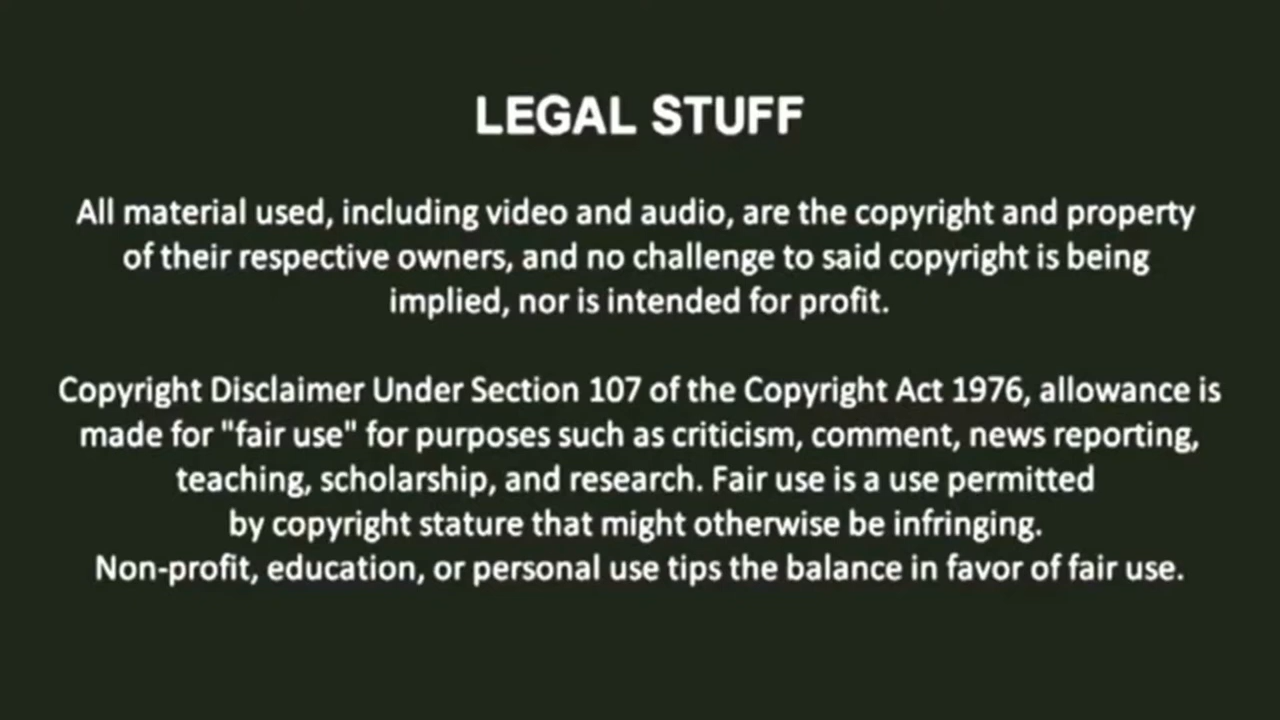 LEGAL STUFF
All material used, including video and audio, are the copyright and property
of their respective owners, and no challenge to said copyright is being
implied, nor is intended for profit.
Copyright Disclaimer Under Section 107 of the Copyright Act 1976, allowance is
made for "fair use" for purposes such as criticism, comment, news reporting,
teaching, scholarship, and research. Fair use is a use permitted
by copyright stature that might otherwise be infringing.
Non-profit, education, or personal use tips the balance in favor of fair use.